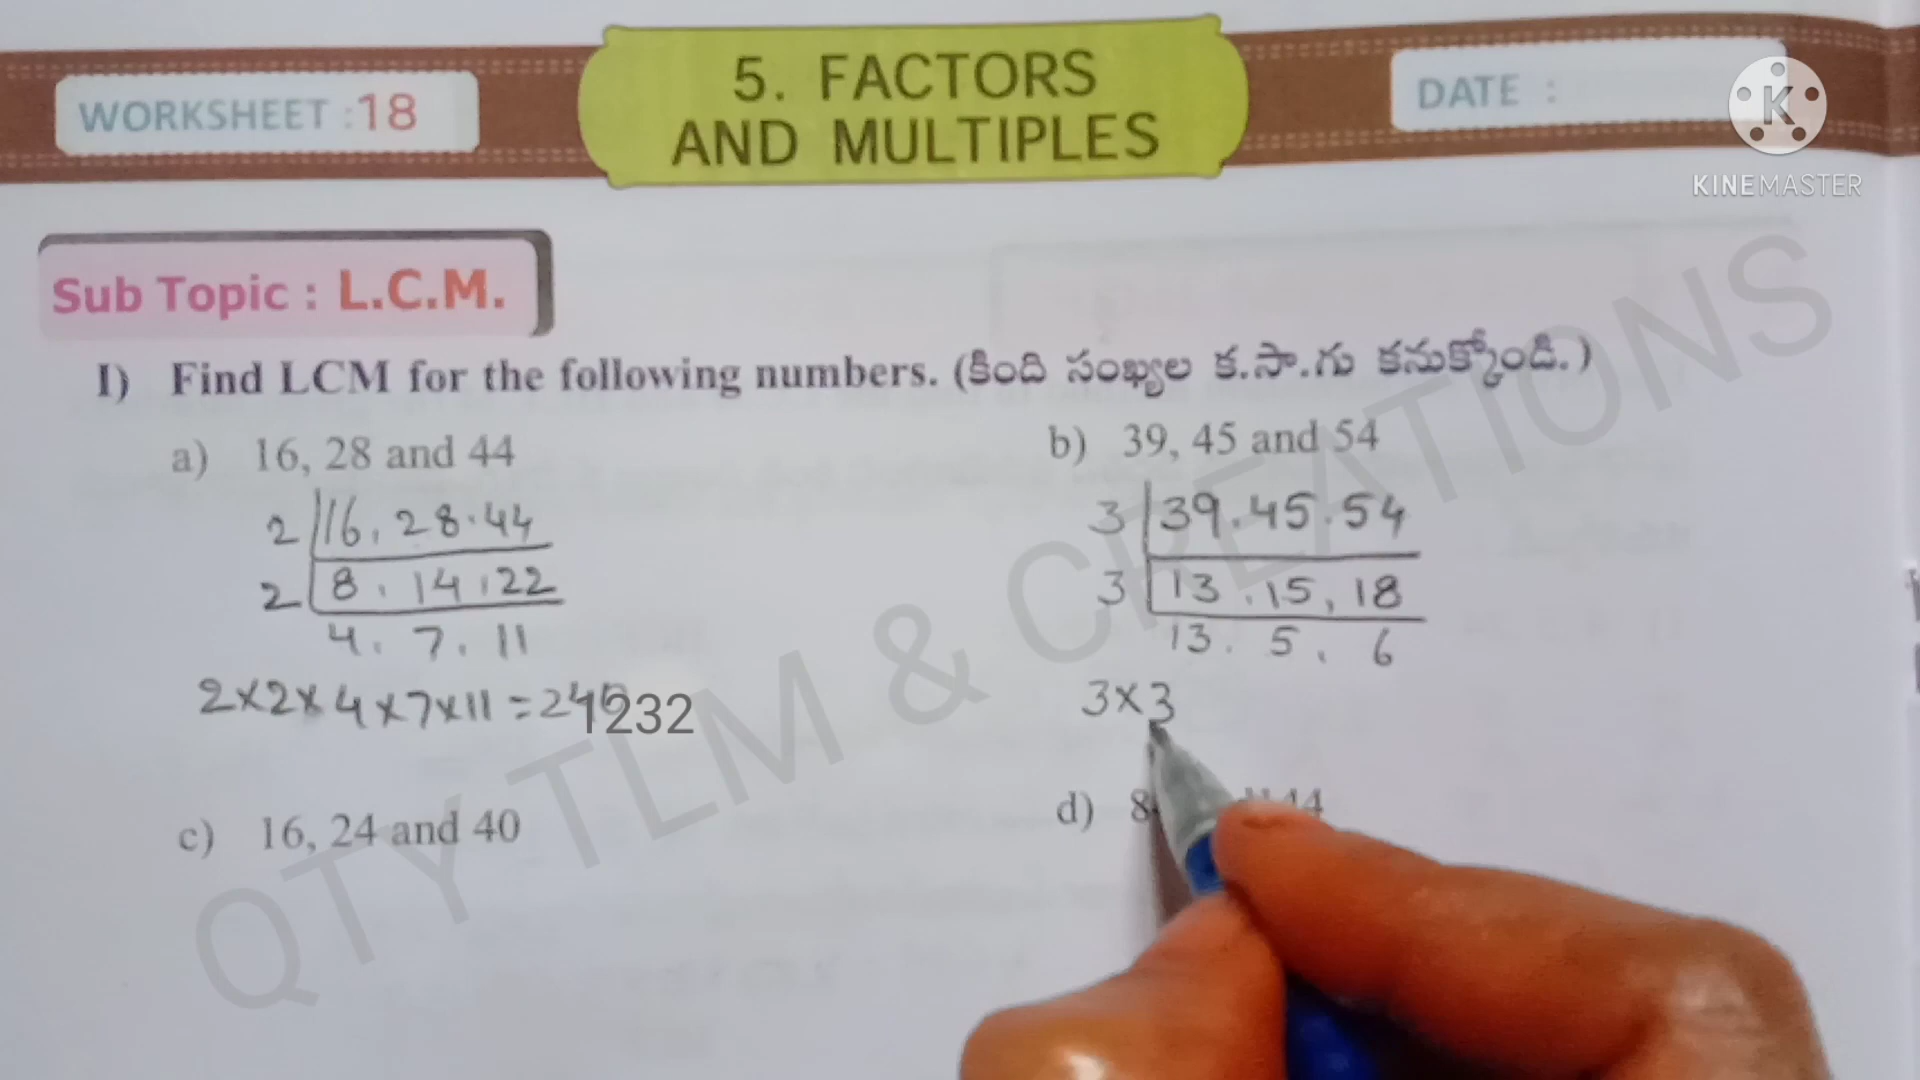 WORKSHEET :18
5. FACTORS
AND MULTIPLES
DATE :
KINEMASTER
Sub Topic : L.C.M.
I) Find LCM for the following numbers. (కింది సంఖ్యల క.సా.గు కనుక్కోండి.)
a) 16, 28 and 44
2 16, 28.44
2 8, 14, 22
4. 7. 11
2×2×4×7×11 =
1232
b) 39, 45 and 54
3 39.45.54
3 13.15, 18
13. 5, 6
3×3
c) 16, 24 and 40
d)
QTY TLM & CREATIONS